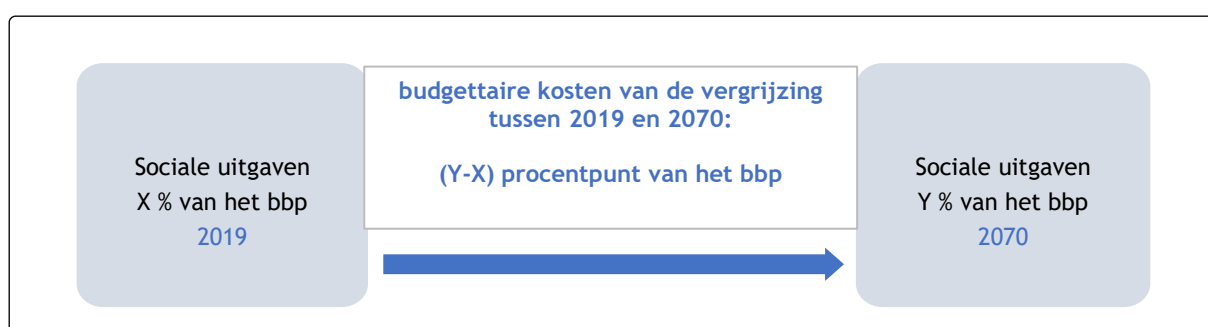 Sociale uitgaven
X % van het bbp
2019
budgettaire kosten van de vergrijzing
tussen 2019 en 2070:
(Y-X) procentpunt van het bbp
Sociale uitgaven
Y % van het bbp
2070